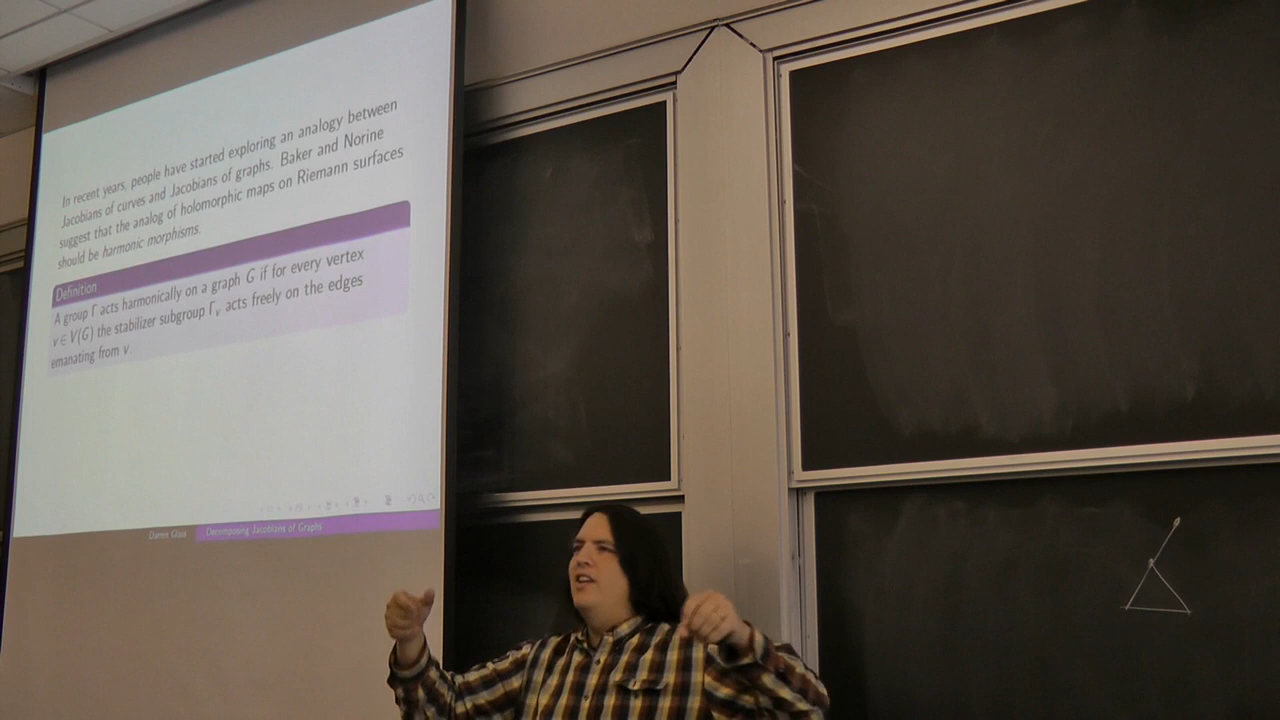 In recent years, people have started exploring an analogy between
Jacobians of curves and Jacobians of graphs. Baker and Norine
suggest that the analog of holomorphic maps on Riemann surfaces
should be harmonic morphisms.
Definition
A group Γ acts harmonically on a graph G if for every vertex
v ∈ V(G) the stabilizer subgroup Γᵥ acts freely on the edges
emanating from v.
Darren Glass Decomposing Jacobians of Graphs